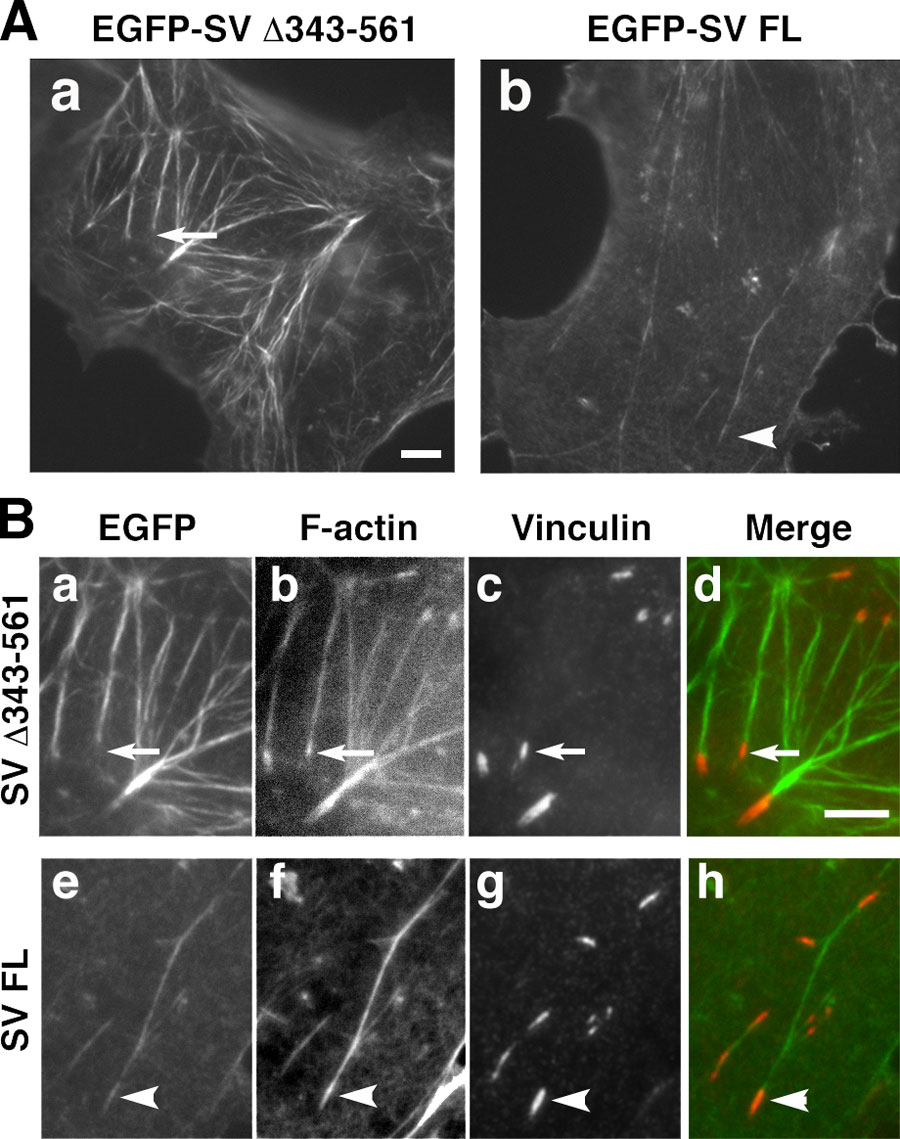 A
EGFP-SV Δ343-561 EGFP-SV FL
a b
B
EGFP F-actin Vinculin Merge
SV Δ343-561
a b c d
SV FL
e f g h